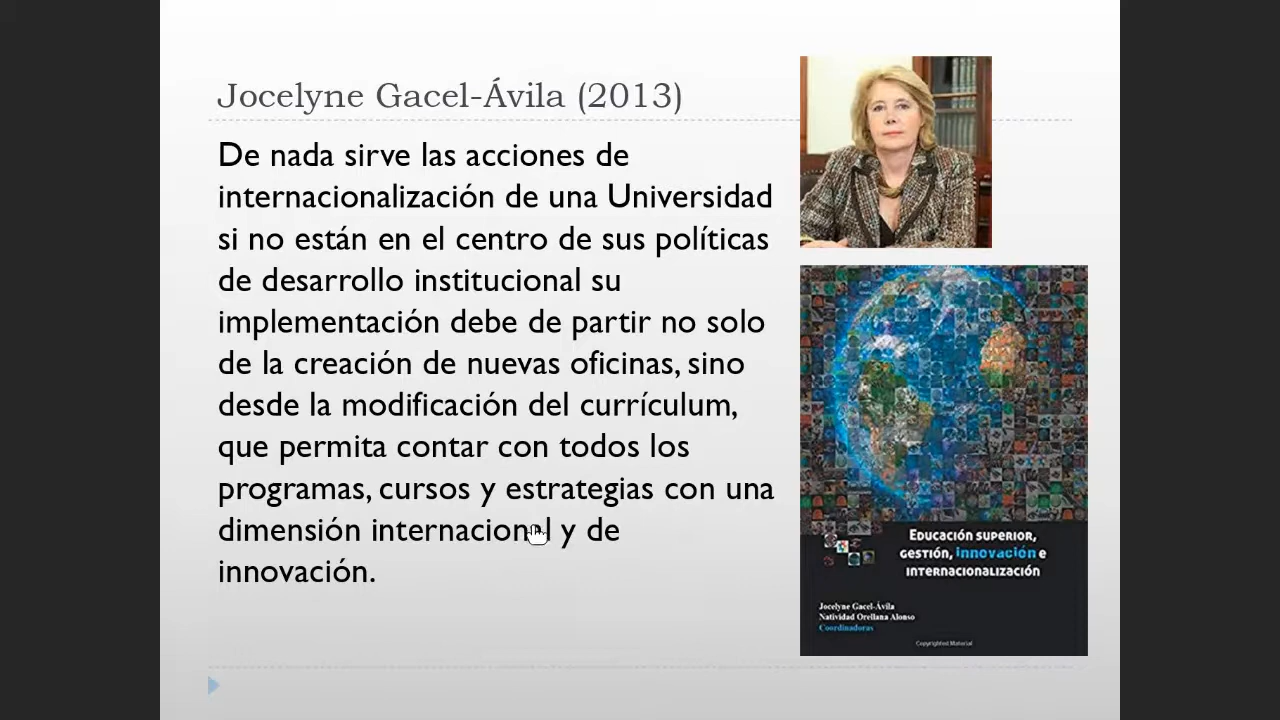 Jocelyne Gacel-Ávila (2013)
De nada sirve las acciones de
internacionalización de una Universidad
si no están en el centro de sus políticas
de desarrollo institucional su
implementación debe de partir no solo
de la creación de nuevas oficinas, sino
desde la modificación del currículum,
que permita contar con todos los
programas, cursos y estrategias con una
dimensión internacional y de
innovación.
Educación superior,
gestión, innovación e
internacionalización
Jocelyne Gacel-Ávila
Natividad Orellana Alonso
Coordinadoras
Copyrighted Material